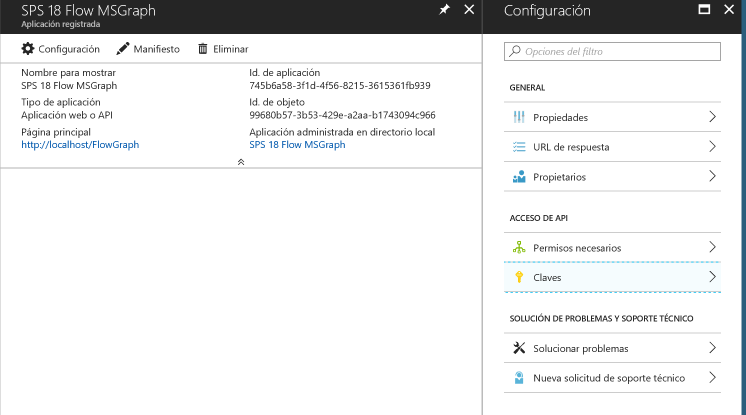 SPS 18 Flow MSGraph
Aplicación registrada
Configuración
Manifiesto
Eliminar
Nombre para mostrar
SPS 18 Flow MSGraph
Id. de aplicación
745b6a58-3f1d-4f56-8215-3615361fb939
Tipo de aplicación
Aplicación web o API
Id. de objeto
99680b57-3b53-429e-a2aa-b1743094c966
Página principal
http://localhost/FlowGraph
Aplicación administrada en directorio local
SPS 18 Flow MSGraph
Configuración
Opciones del filtro
GENERAL
Propiedades
URL de respuesta
Propietarios
ACCESO DE API
Permisos necesarios
Claves
SOLUCIÓN DE PROBLEMAS Y SOPORTE TÉCNICO
Solucionar problemas
Nueva solicitud de soporte técnico